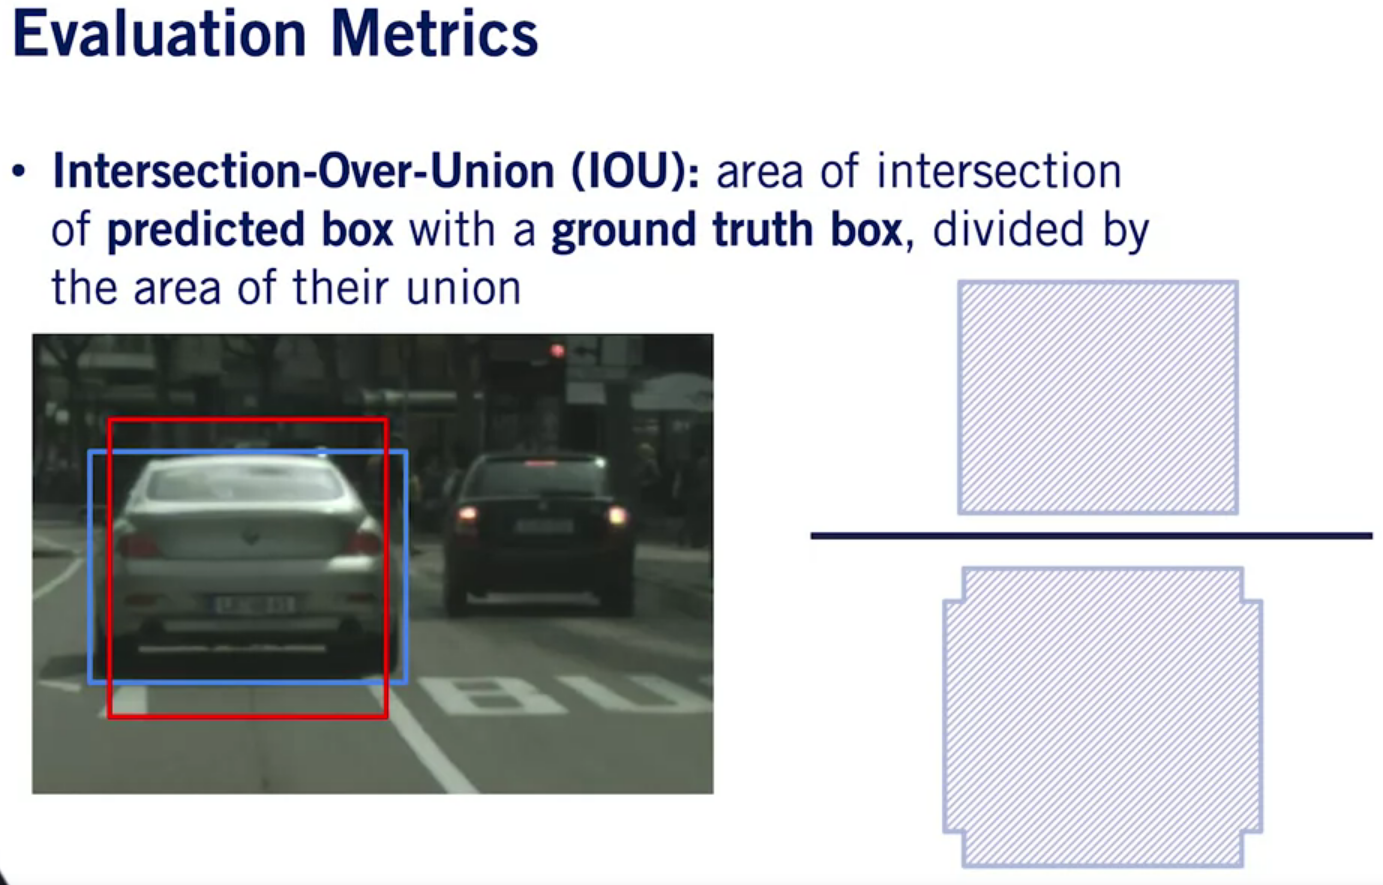 Evaluation Metrics
• Intersection-Over-Union (IOU): area of intersection
of predicted box with a ground truth box, divided by
the area of their union
BU